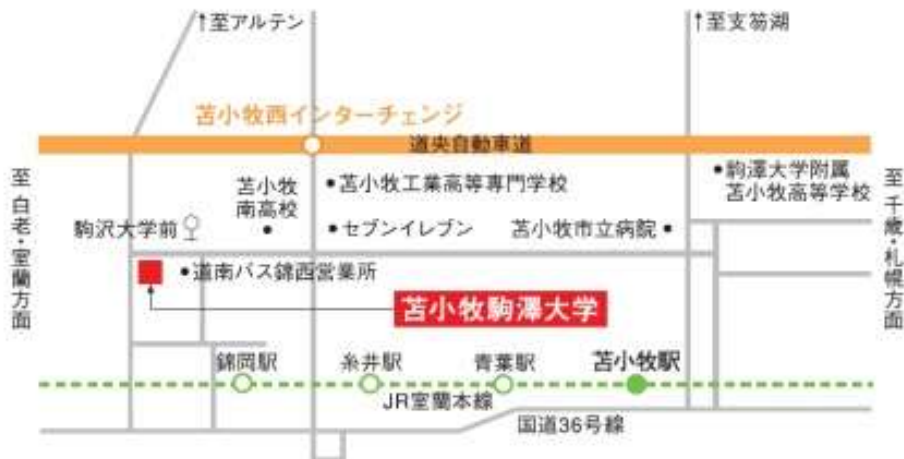 ↑至アルテン
↑至支笏湖
苫小牧西インターチェンジ
道央自動車道
至 白老・室蘭方面
至 千歳・札幌方面
苫小牧
南高校
●苫小牧工業高等専門学校
●駒澤大学附属
苫小牧高等学校
駒沢大学前
●セブンイレブン
苫小牧市立病院●
●道南バス錦西営業所
苫小牧駒澤大学
錦岡駅
糸井駅
青葉駅
苫小牧駅
JR室蘭本線
国道36号線